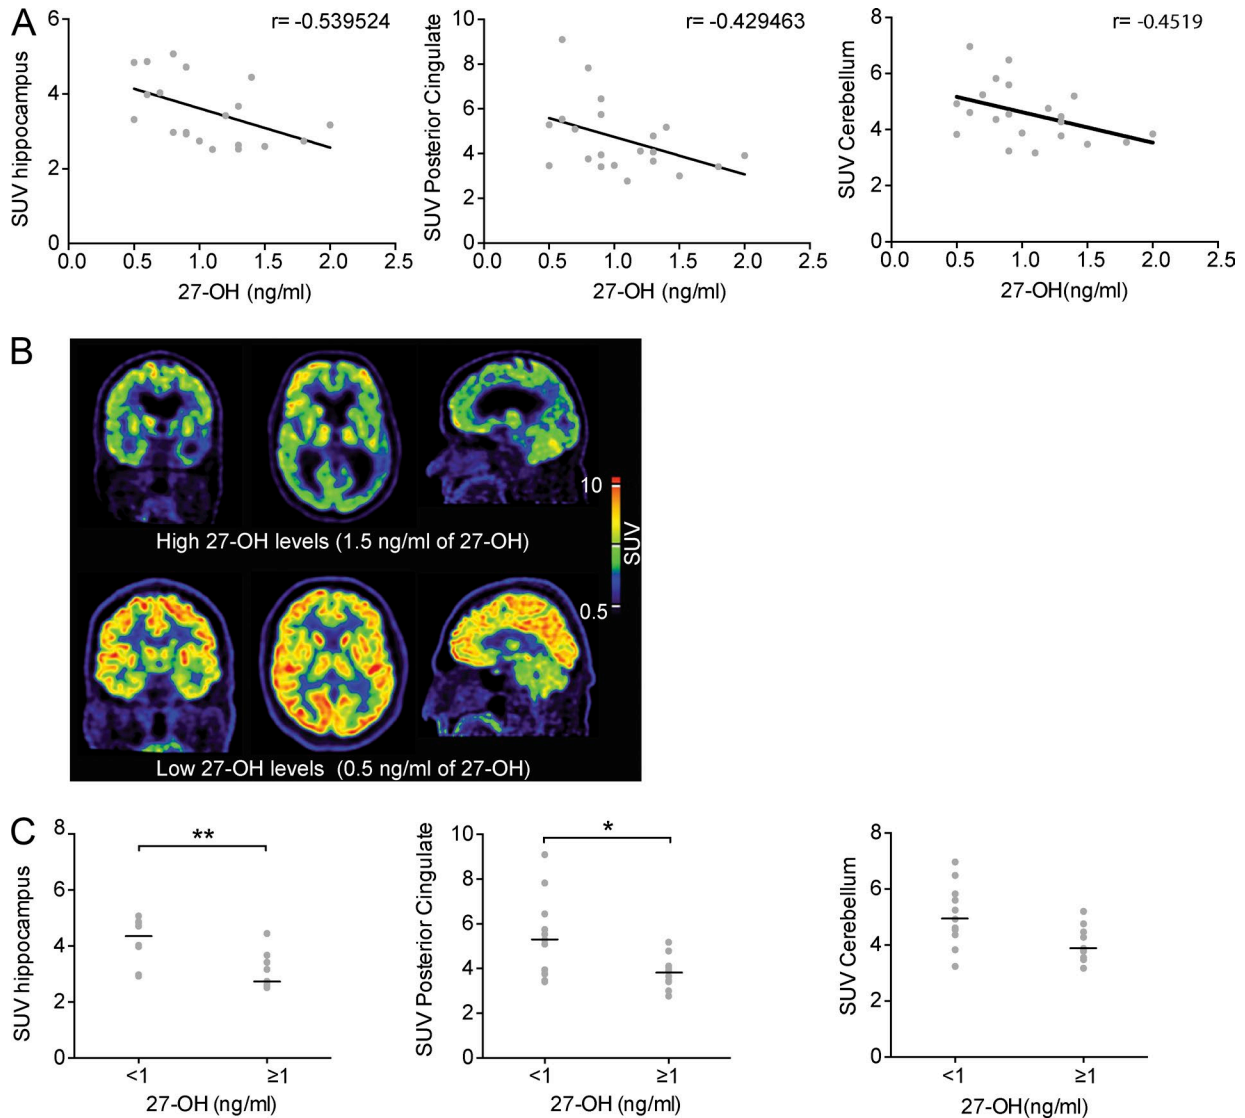 A
r= -0.539524
SUV hippocampus
6
4
2
0
0.0 0.5 1.0 1.5 2.0 2.5
27-OH (ng/ml)
r= -0.429463
SUV Posterior Cingulate
10
8
6
4
2
0
0.0 0.5 1.0 1.5 2.0 2.5
27-OH (ng/ml)
r= -0.4519
SUV Cerebellum
8
6
4
2
0
0.0 0.5 1.0 1.5 2.0 2.5
27-OH(ng/ml)
B
High 27-OH levels (1.5 ng/ml of 27-OH)
10
SUV
0.5
Low 27-OH levels (0.5 ng/ml of 27-OH)
C
**
SUV hippocampus
8
6
4
2
0
<1 ≥1
27-OH (ng/ml)
*
SUV Posterior Cingulate
10
8
6
4
2
0
<1 ≥1
27-OH (ng/ml)
SUV Cerebellum
8
6
4
2
0
<1 ≥1
27-OH(ng/ml)